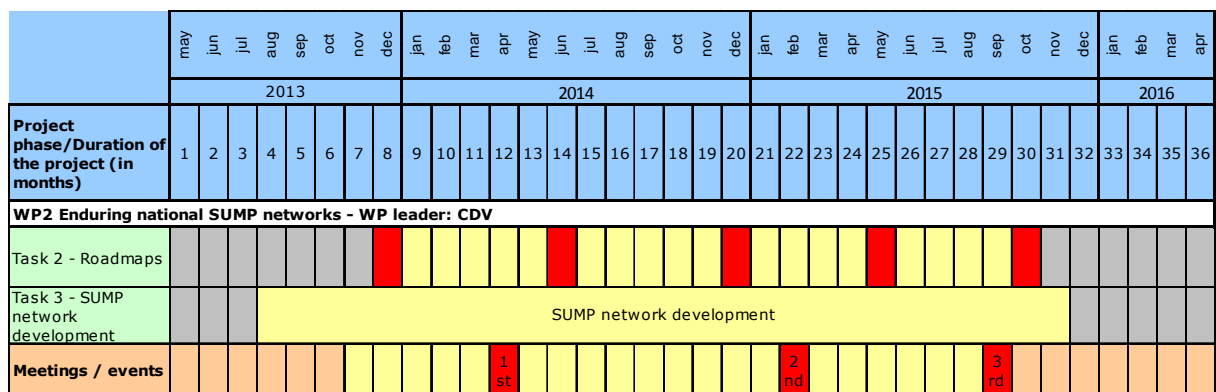 may jun jul aug sep oct nov dec jan feb mar apr may jun jul aug sep oct nov dec jan feb mar apr may jun jul aug sep oct nov dec jan feb mar apr
2013 2014 2015 2016
Project
phase/Duration of
the project (in
months)
1 2 3 4 5 6 7 8 9 10 11 12 13 14 15 16 17 18 19 20 21 22 23 24 25 26 27 28 29 30 31 32 33 34 35 36
WP2 Enduring national SUMP networks - WP leader: CDV
Task 2 - Roadmaps
Task 3 - SUMP
network
development
SUMP network development
Meetings / events
1
st
2
nd
3
rd